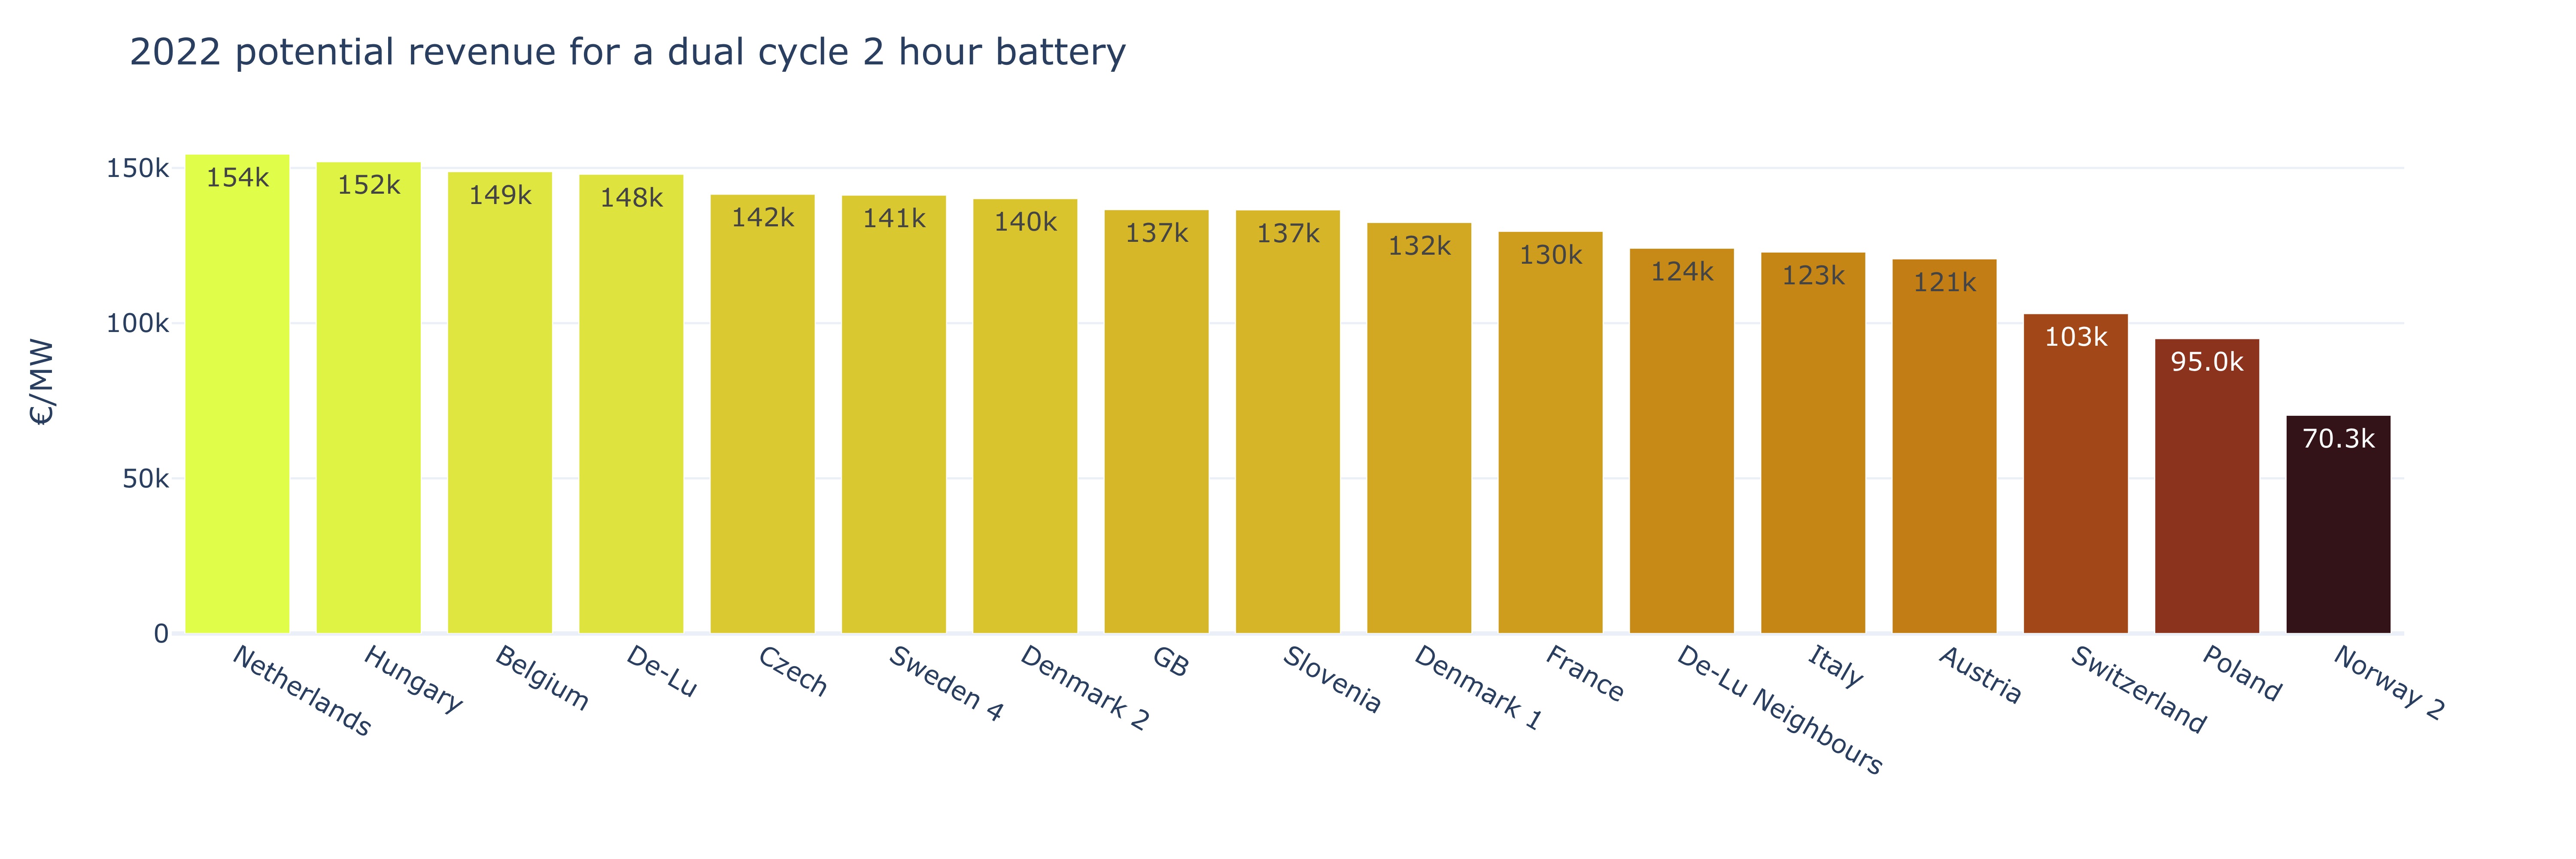 2022 potential revenue for a dual cycle 2 hour battery
€/MW
150k
100k
50k
0
154k
152k
149k
148k
142k
141k
140k
137k
137k
132k
130k
124k
123k
121k
103k
95.0k
70.3k
Netherlands
Hungary
Belgium
De-Lu
Czech
Sweden 4
Denmark 2
GB
Slovenia
Denmark 1
France
De-Lu Neighbours
Italy
Austria
Switzerland
Poland
Norway 2